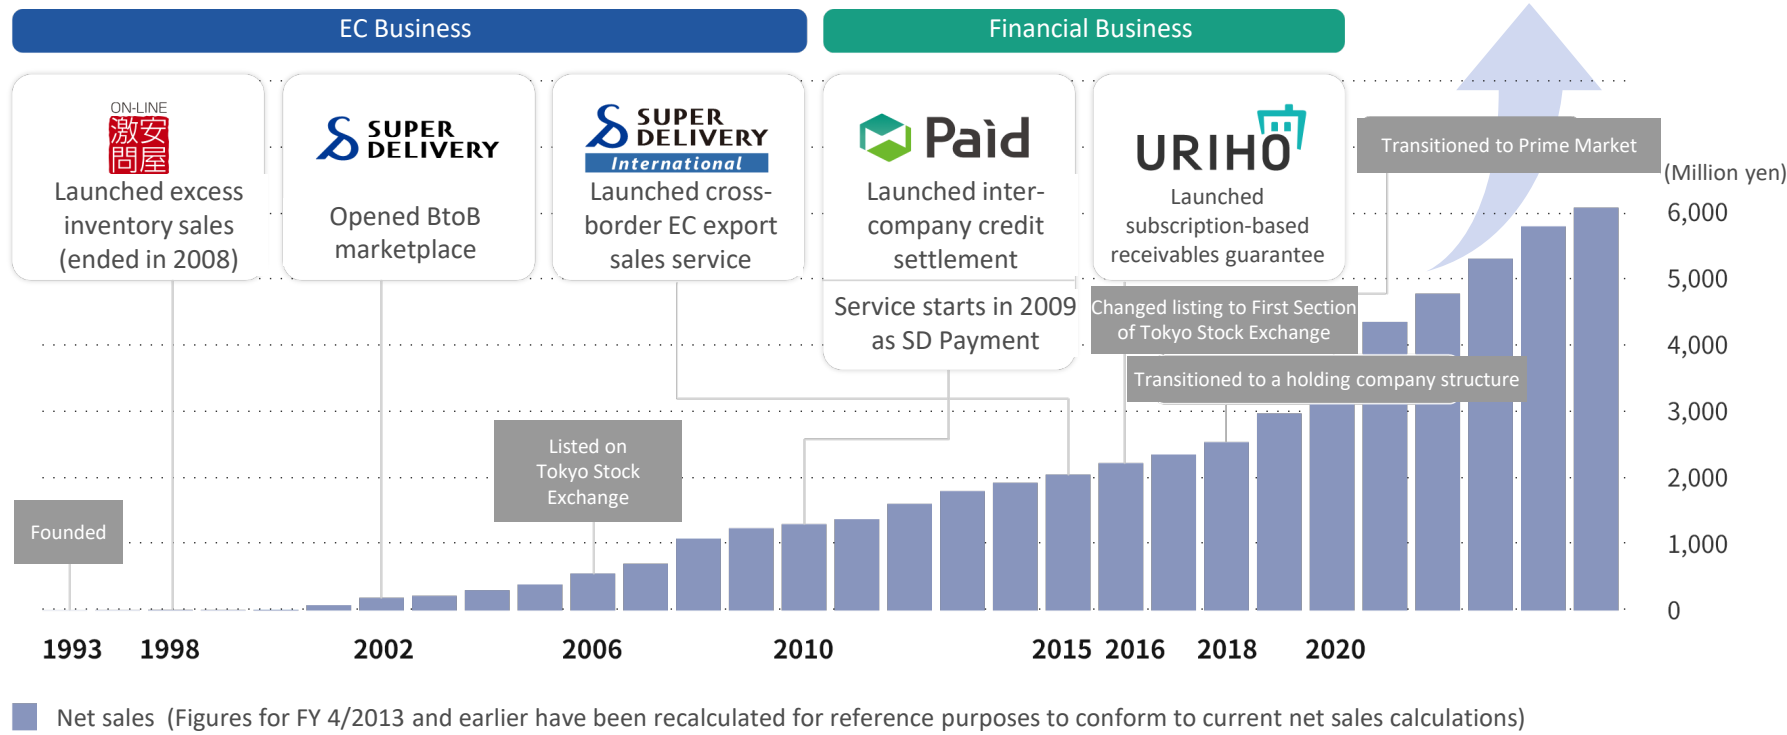 EC Business
Financial Business
ON-LINE
激安
問屋
Launched excess
inventory sales
(ended in 2008)
SUPER
DELIVERY
Opened BtoB
marketplace
SUPER
DELIVERY
International
Launched cross-
border EC export
sales service
Paid
Launched inter-
company credit
settlement
Service starts in 2009
as SD Payment
URIHO
Launched
subscription-based
receivables guarantee
Transitioned to Prime Market
Changed listing to First Section
of Tokyo Stock Exchange
Transitioned to a holding company structure
Listed on
Tokyo Stock
Exchange
Founded
(Million yen)
6,000
5,000
4,000
3,000
2,000
1,000
0
1993 1998 2002 2006 2010 2015 2016 2018 2020
Net sales (Figures for FY 4/2013 and earlier have been recalculated for reference purposes to conform to current net sales calculations)